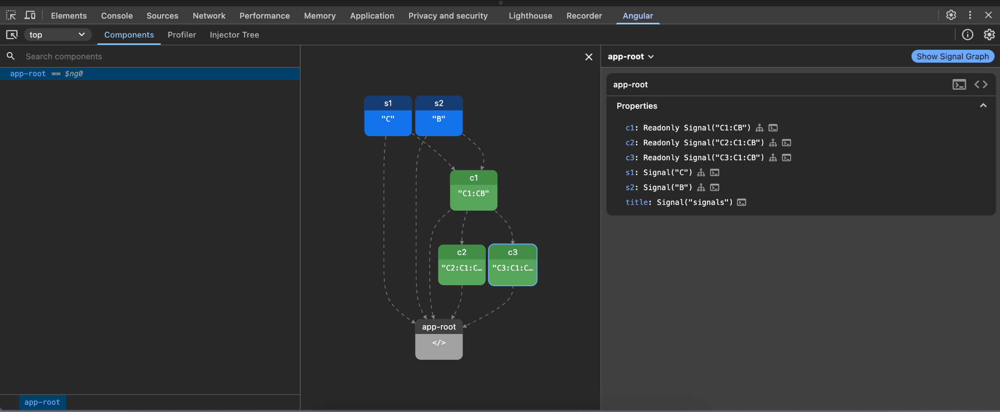 Elements Console Sources Network Performance Memory Application Privacy and security Lighthouse Recorder Angular
top Components Profiler Injector Tree
Search components
app-root == $ng0
app-root
s1
"C"
s2
"B"
c1
"C1:CB"
c2
"C2:C1:C…
c3
"C3:C1:C…
app-root
</>
app-root Show Signal Graph
app-root
Properties
c1: Readonly Signal("C1:CB")
c2: Readonly Signal("C2:C1:CB")
c3: Readonly Signal("C3:C1:CB")
s1: Signal("C")
s2: Signal("B")
title: Signal("signals")